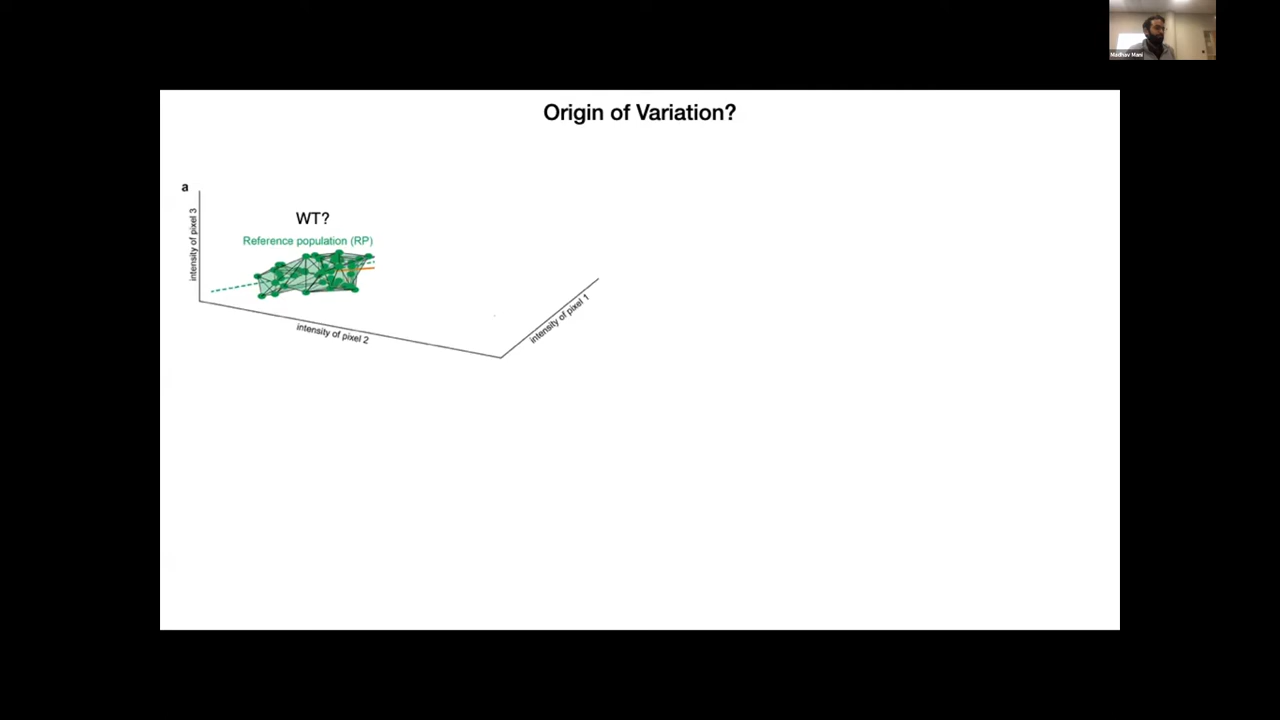 Madhav Mani
Origin of Variation?
a
WT?
Reference population (RP)
intensity of pixel 3
intensity of pixel 2
intensity of pixel 1